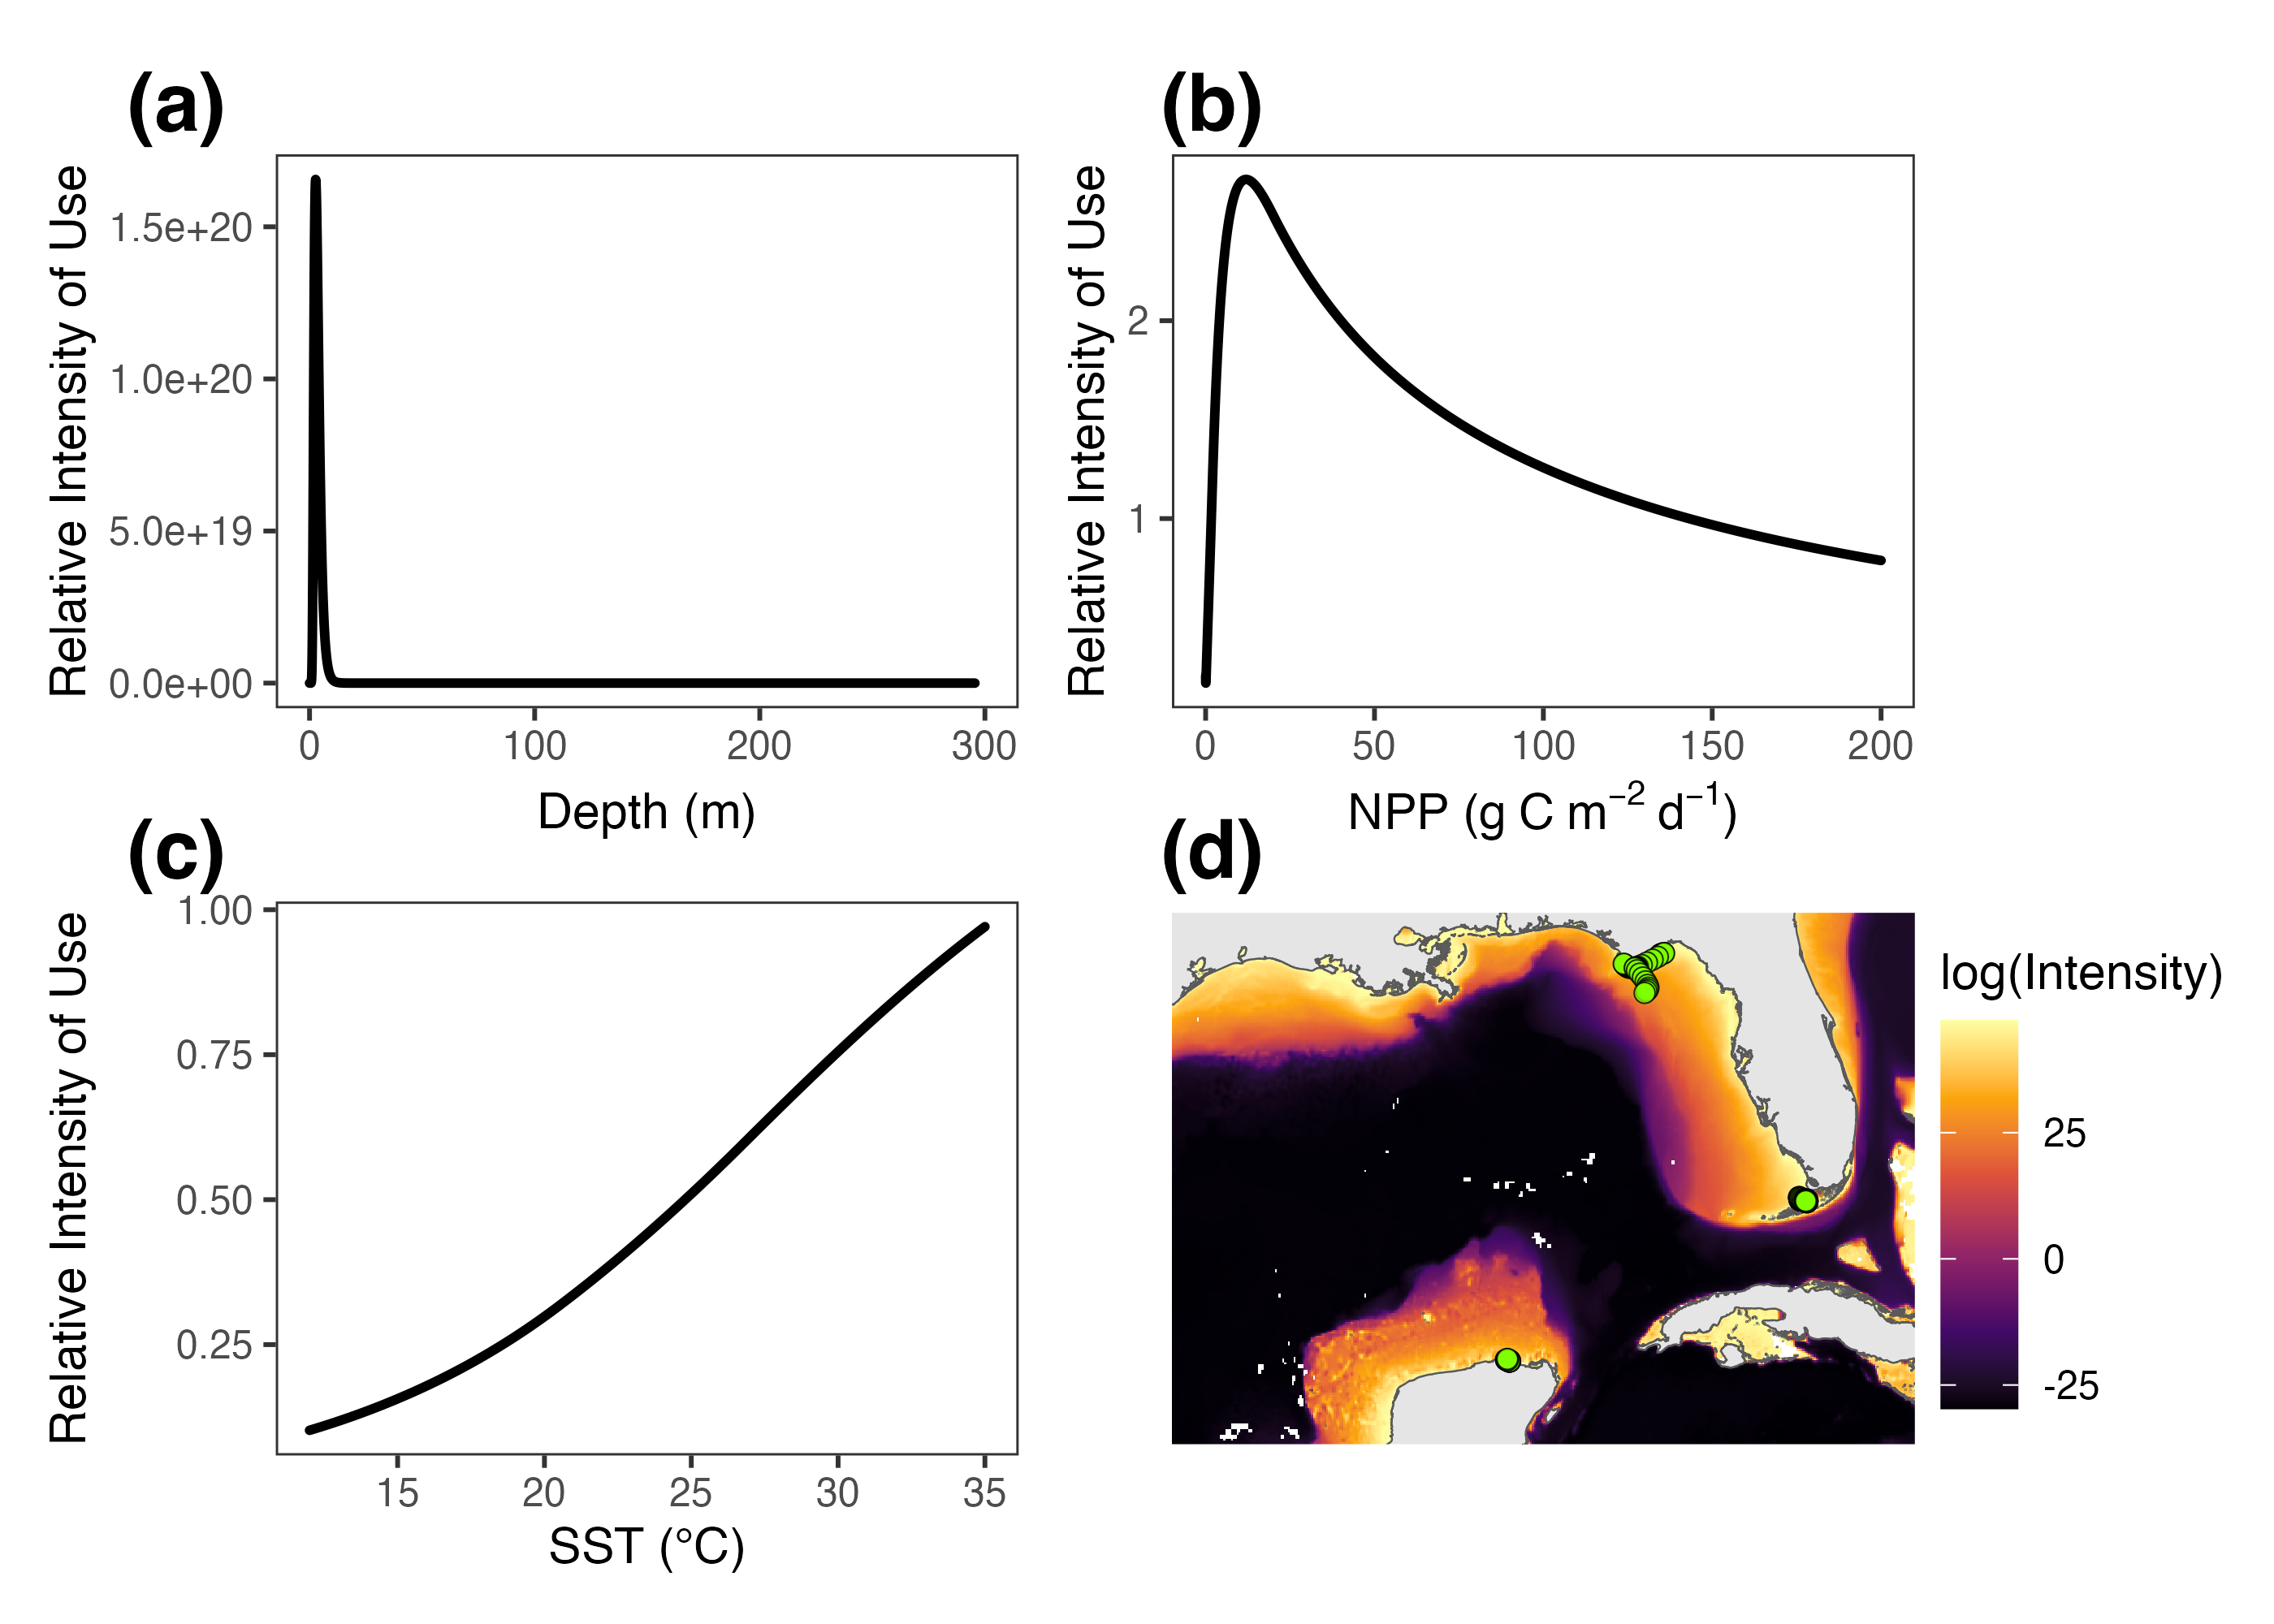 (a)
Relative Intensity of Use
1.5e+20
1.0e+20
5.0e+19
0.0e+00
0 100 200 300
Depth (m)
(b)
Relative Intensity of Use
2
1
0 50 100 150 200
NPP (g C m⁻² d⁻¹)
(c)
Relative Intensity of Use
1.00
0.75
0.50
0.25
15 20 25 30 35
SST (°C)
(d)
log(Intensity)
25
0
-25